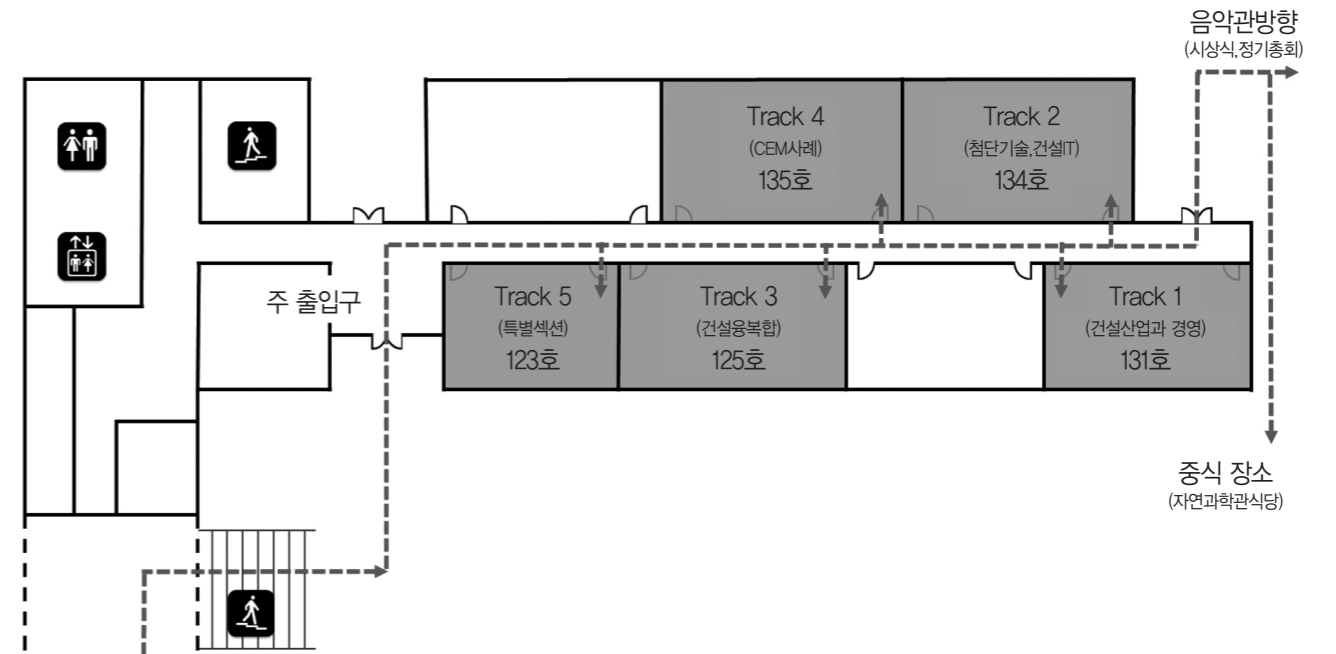 음악관방향
(시상식,정기총회)
Track 4
(CEM사례)
135호
Track 2
(첨단기술,건설IT)
134호
주 출입구
Track 5
(특별섹션)
123호
Track 3
(건설융복합)
125호
Track 1
(건설산업과 경영)
131호
중식 장소
(자연과학관식당)